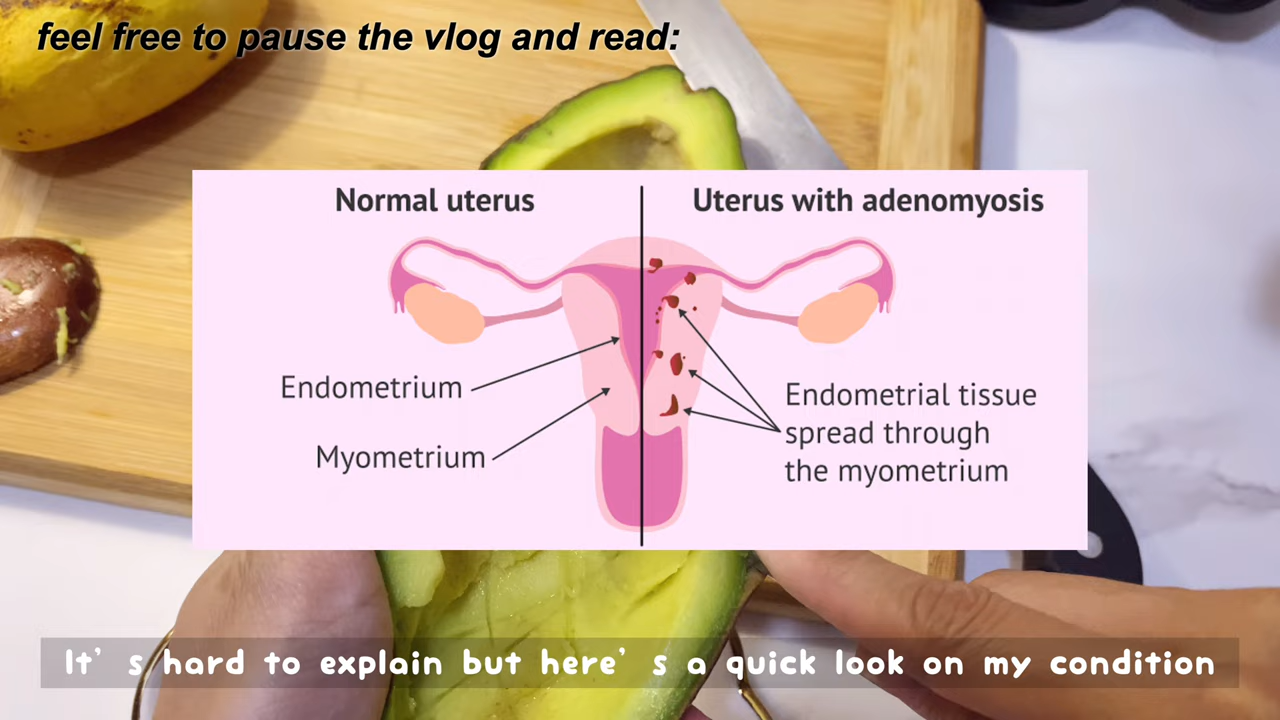 feel free to pause the vlog and read:
Normal uterus
Uterus with adenomyosis
Endometrium
Myometrium
Endometrial tissue
spread through
the myometrium
It's hard to explain but here's a quick look on my condition